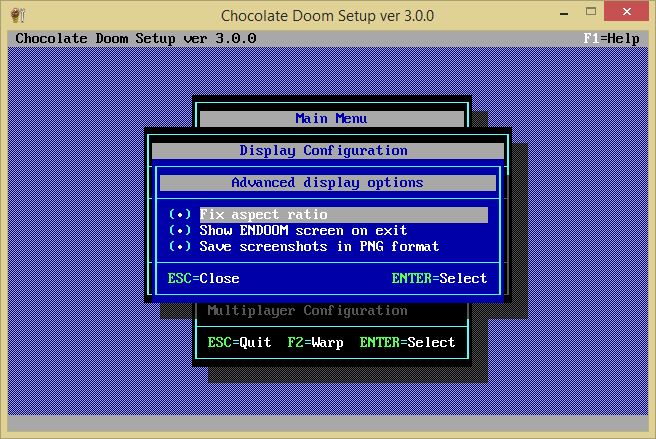 Chocolate Doom Setup ver 3.0.0
Chocolate Doom Setup ver 3.0.0 F1=Help
Main Menu
Display Configuration
Advanced display options
(•) Fix aspect ratio
(•) Show ENDOOM screen on exit
(•) Save screenshots in PNG format
ESC=Close ENTER=Select
Multiplayer Configuration
ESC=Quit F2=Warp ENTER=Select